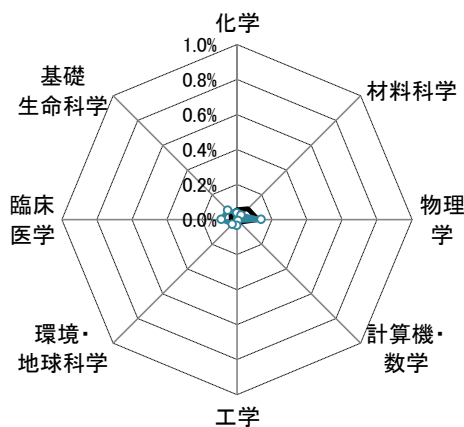 化学
1.0%
0.8%
0.6%
0.4%
0.2%
0.0%
材料科学
物理
学
計算機・
数学
工学
環境・
地球科学
臨床
医学
基礎
生命科学